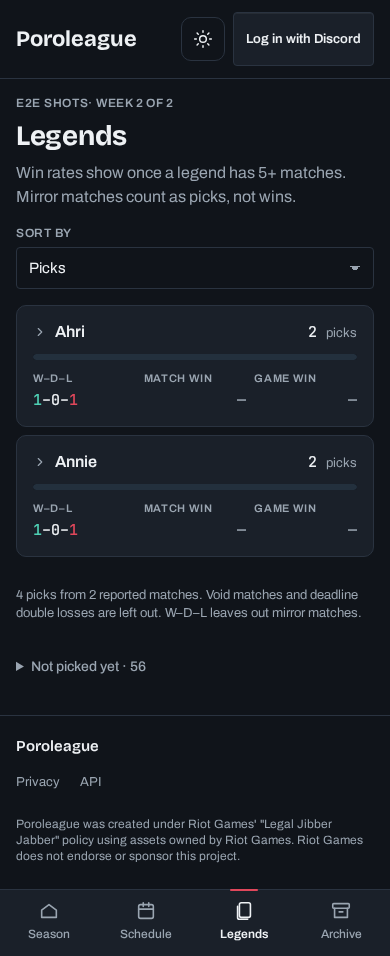 Poroleague
Log in with Discord
E2E SHOTS· WEEK 2 OF 2
Legends
Win rates show once a legend has 5+ matches.
Mirror matches count as picks, not wins.
SORT BY
Picks
Ahri 2 picks
W–D–L MATCH WIN GAME WIN
1–0–1 — —
Annie 2 picks
W–D–L MATCH WIN GAME WIN
1–0–1 — —
4 picks from 2 reported matches. Void matches and deadline
double losses are left out. W–D–L leaves out mirror matches.
Not picked yet · 56
Poroleague
Privacy API
Poroleague was created under Riot Games' "Legal Jibber
Jabber" policy using assets owned by Riot Games. Riot Games
does not endorse or sponsor this project.
Season Schedule Legends Archive